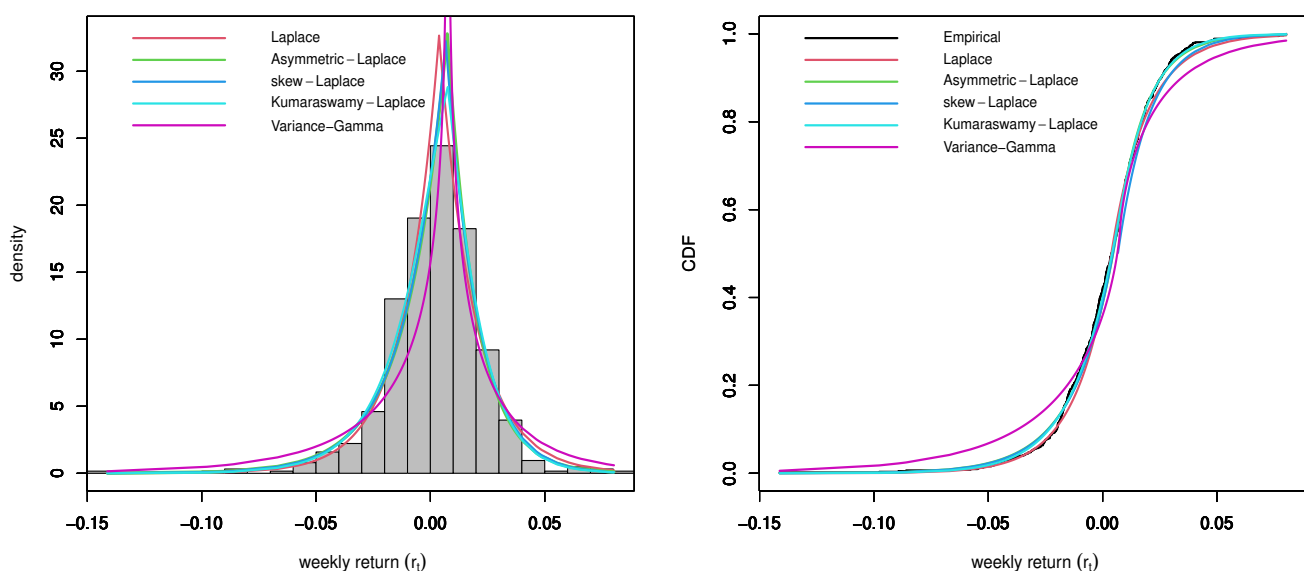 Laplace
Asymmetric−Laplace
skew−Laplace
Kumaraswamy−Laplace
Variance−Gamma
density
0 5 10 15 20 25 30
−0.15 −0.10 −0.05 0.00 0.05
weekly return (rt)
Empirical
Laplace
Asymmetric−Laplace
skew−Laplace
Kumaraswamy−Laplace
Variance−Gamma
CDF
0.0 0.2 0.4 0.6 0.8 1.0
−0.15 −0.10 −0.05 0.00 0.05
weekly return (rt)